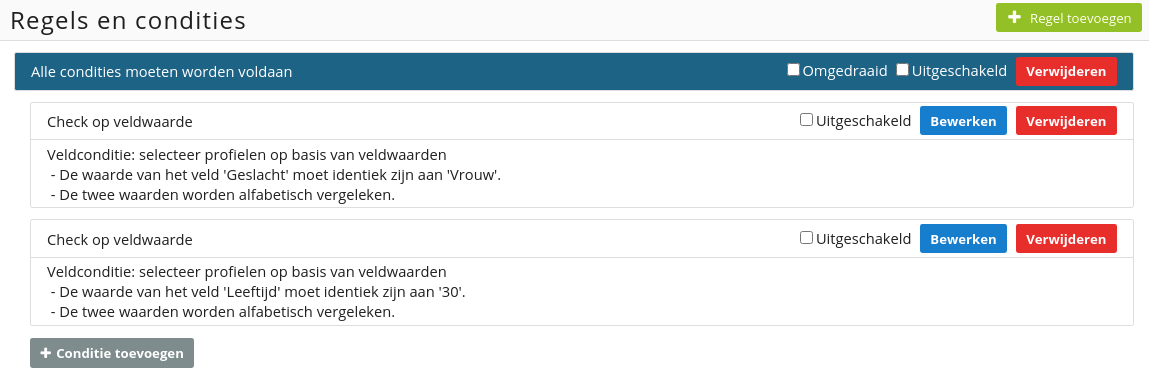 Regels en condities
Regel toevoegen
Alle condities moeten worden voldaan
Omgedraaid Uitgeschakeld Verwijderen
Check op veldwaarde
Uitgeschakeld Bewerken Verwijderen
Veldconditie: selecteer profielen op basis van veldwaarden
- De waarde van het veld 'Geslacht' moet identiek zijn aan 'Vrouw'.
- De twee waarden worden alfabetisch vergeleken.
Check op veldwaarde
Uitgeschakeld Bewerken Verwijderen
Veldconditie: selecteer profielen op basis van veldwaarden
- De waarde van het veld 'Leeftijd' moet identiek zijn aan '30'.
- De twee waarden worden alfabetisch vergeleken.
Conditie toevoegen